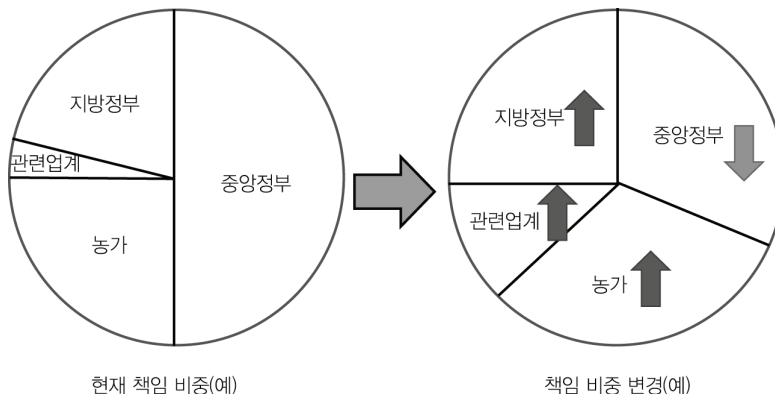 지방정부
관련업계
중앙정부
농가
현재 책임 비중(예)
지방정부
중앙정부
관련업계
농가
책임 비중 변경(예)